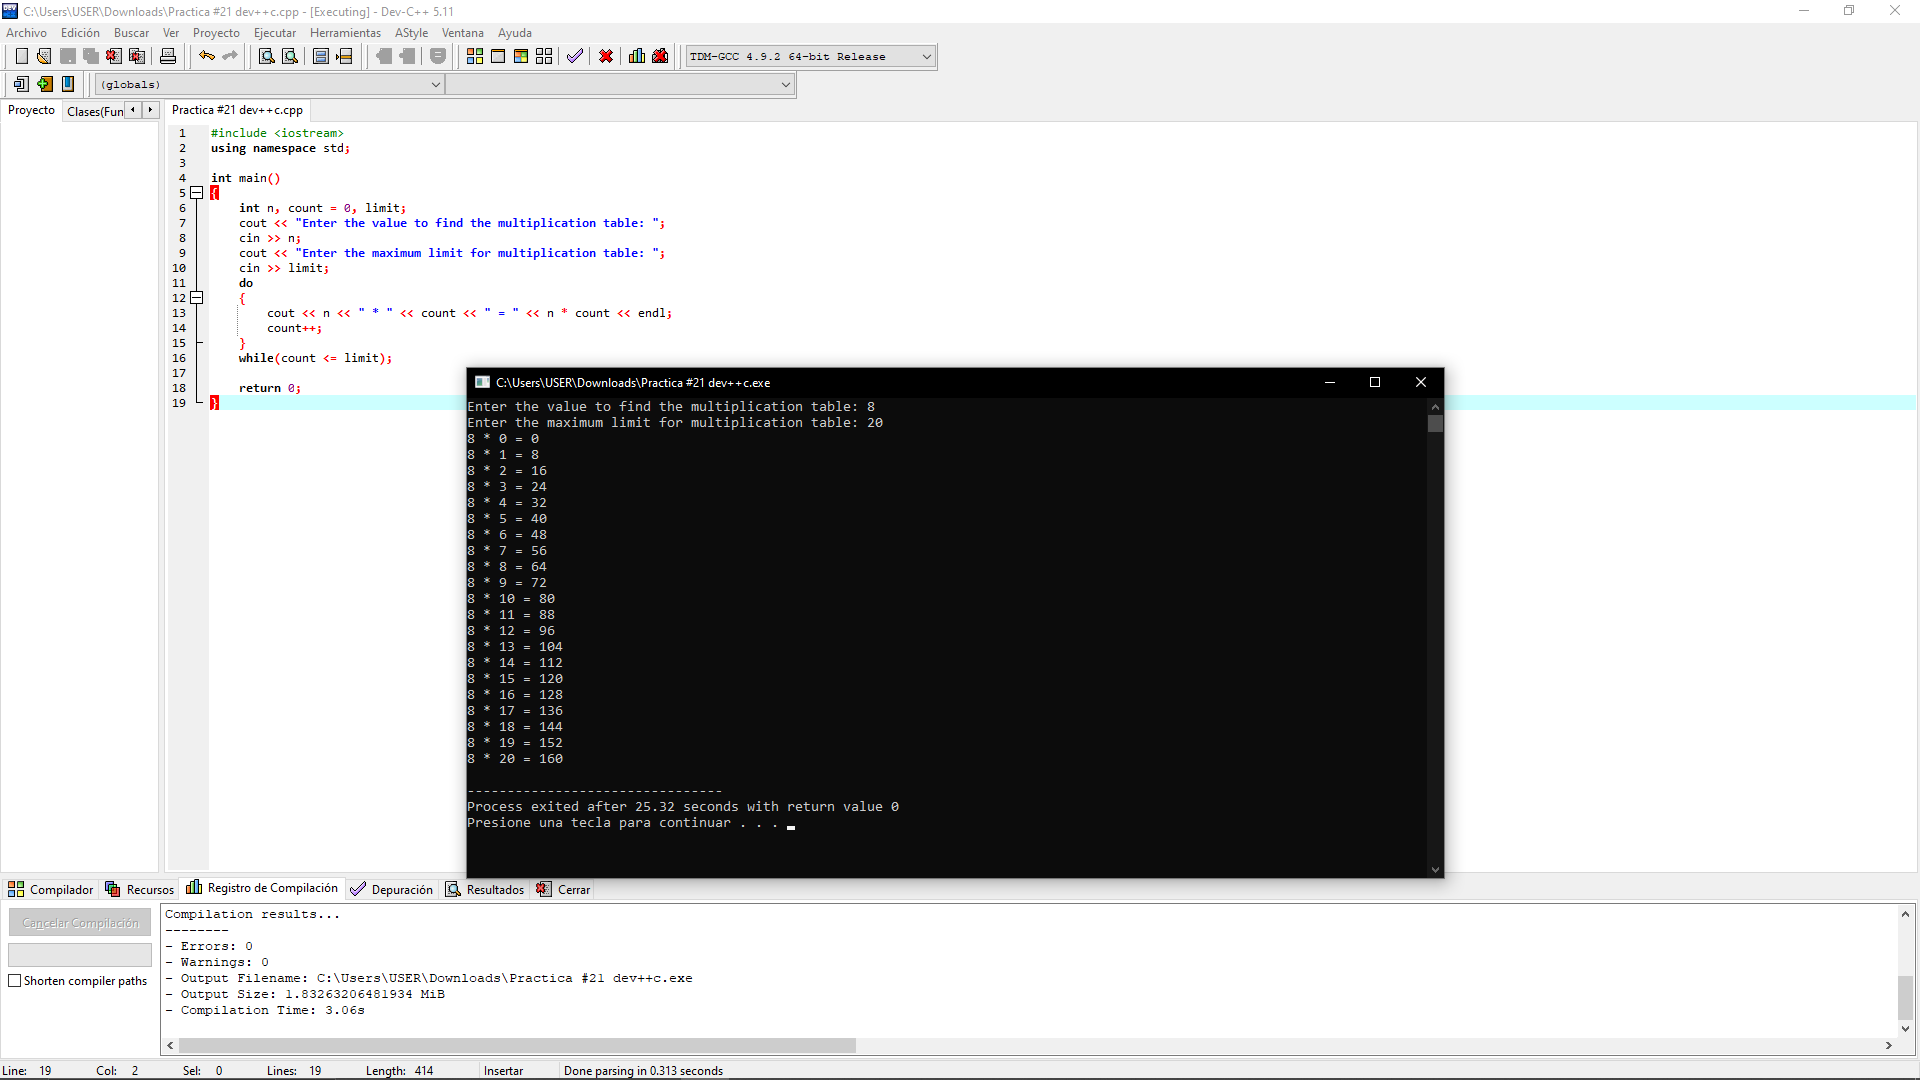 C:\Users\USER\Downloads\Practica #21 dev++c.cpp - [Executing] - Dev-C++ 5.11
Archivo Edición Buscar Ver Proyecto Ejecutar Herramientas AStyle Ventana Ayuda
TDM-GCC 4.9.2 64-bit Release
(globals)
Proyecto Clases(Fun Practica #21 dev++c.cpp
1 #include <iostream>
2 using namespace std;
3
4 int main()
5 {
6 int n, count = 0, limit;
7 cout << "Enter the value to find the multiplication table: ";
8 cin >> n;
9 cout << "Enter the maximum limit for multiplication table: ";
10 cin >> limit;
11 do
12 {
13 cout << n << " * " << count << " = " << n * count << endl;
14 count++;
15 }
16 while(count <= limit);
17
18 return 0;
19 }
C:\Users\USER\Downloads\Practica #21 dev++c.exe
Enter the value to find the multiplication table: 8
Enter the maximum limit for multiplication table: 20
8 * 0 = 0
8 * 1 = 8
8 * 2 = 16
8 * 3 = 24
8 * 4 = 32
8 * 5 = 40
8 * 6 = 48
8 * 7 = 56
8 * 8 = 64
8 * 9 = 72
8 * 10 = 80
8 * 11 = 88
8 * 12 = 96
8 * 13 = 104
8 * 14 = 112
8 * 15 = 120
8 * 16 = 128
8 * 17 = 136
8 * 18 = 144
8 * 19 = 152
8 * 20 = 160
--------------------------------
Process exited after 25.32 seconds with return value 0
Presione una tecla para continuar . . .
Compilador Recursos Registro de Compilación Depuración Resultados Cerrar
Cancelar Compilación
Shorten compiler paths
Compilation results...
--------
- Errors: 0
- Warnings: 0
- Output Filename: C:\Users\USER\Downloads\Practica #21 dev++c.exe
- Output Size: 1.83263206481934 MiB
- Compilation Time: 3.06s
Line: 19 Col: 2 Sel: 0 Lines: 19 Length: 414 Insertar Done parsing in 0.313 seconds